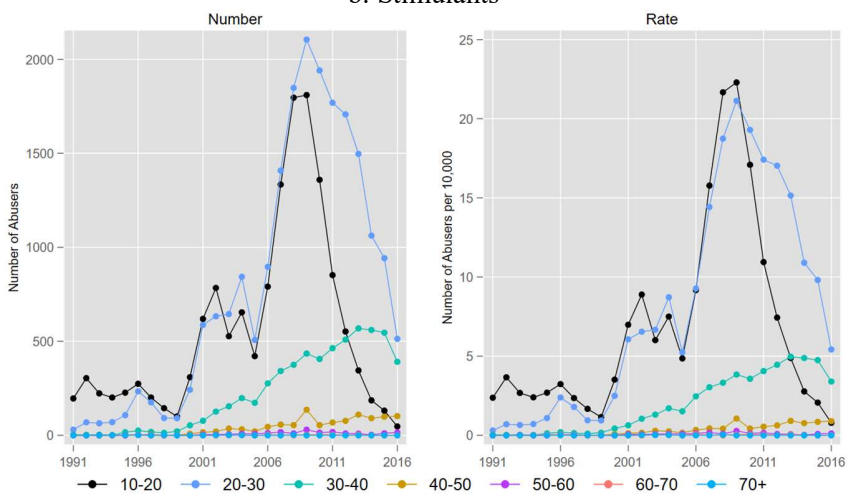 b. Stimulants
Number
Rate
Number of Abusers
2000
1500
1000
500
0
1991 1996 2001 2006 2011 2016
Number of Abusers per 10,000
25
20
15
10
5
0
1991 1996 2001 2006 2011 2016
10-20 20-30 30-40 40-50 50-60 60-70 70+